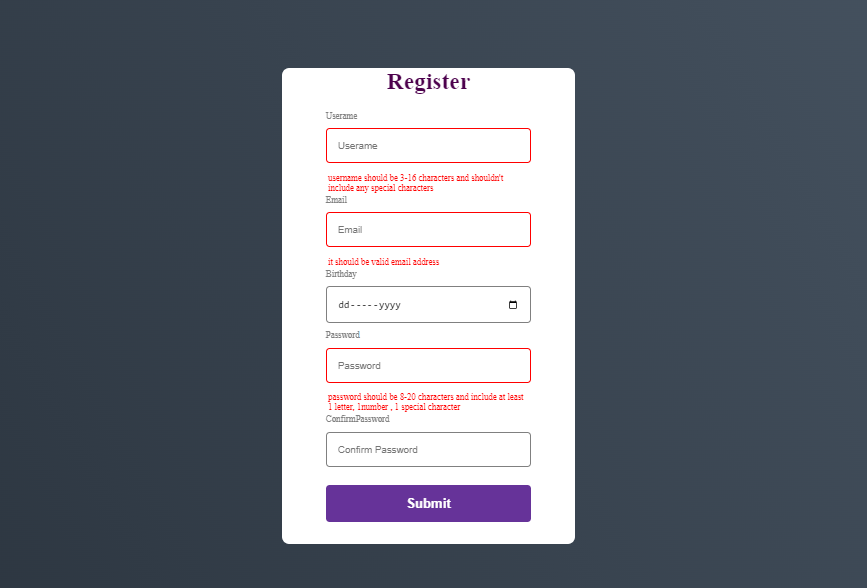 Register
Userame
Userame
username should be 3-16 characters and shouldn't
include any special characters
Email
Email
it should be valid email address
Birthday
dd-----yyyy
Password
Password
password should be 8-20 characters and include at least
1 letter, 1number , 1 special character
ConfirmPassword
Confirm Password
Submit